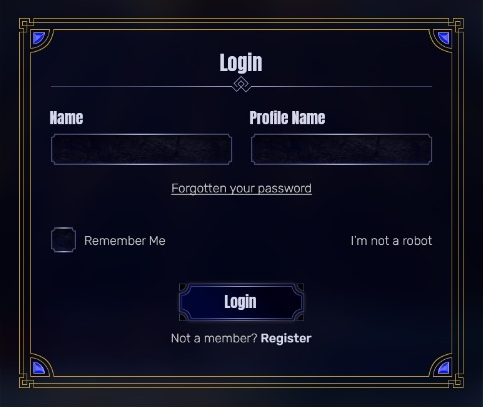 Login
Name
Profile Name
Forgotten your password
Remember Me
I'm not a robot
Login
Not a member? Register